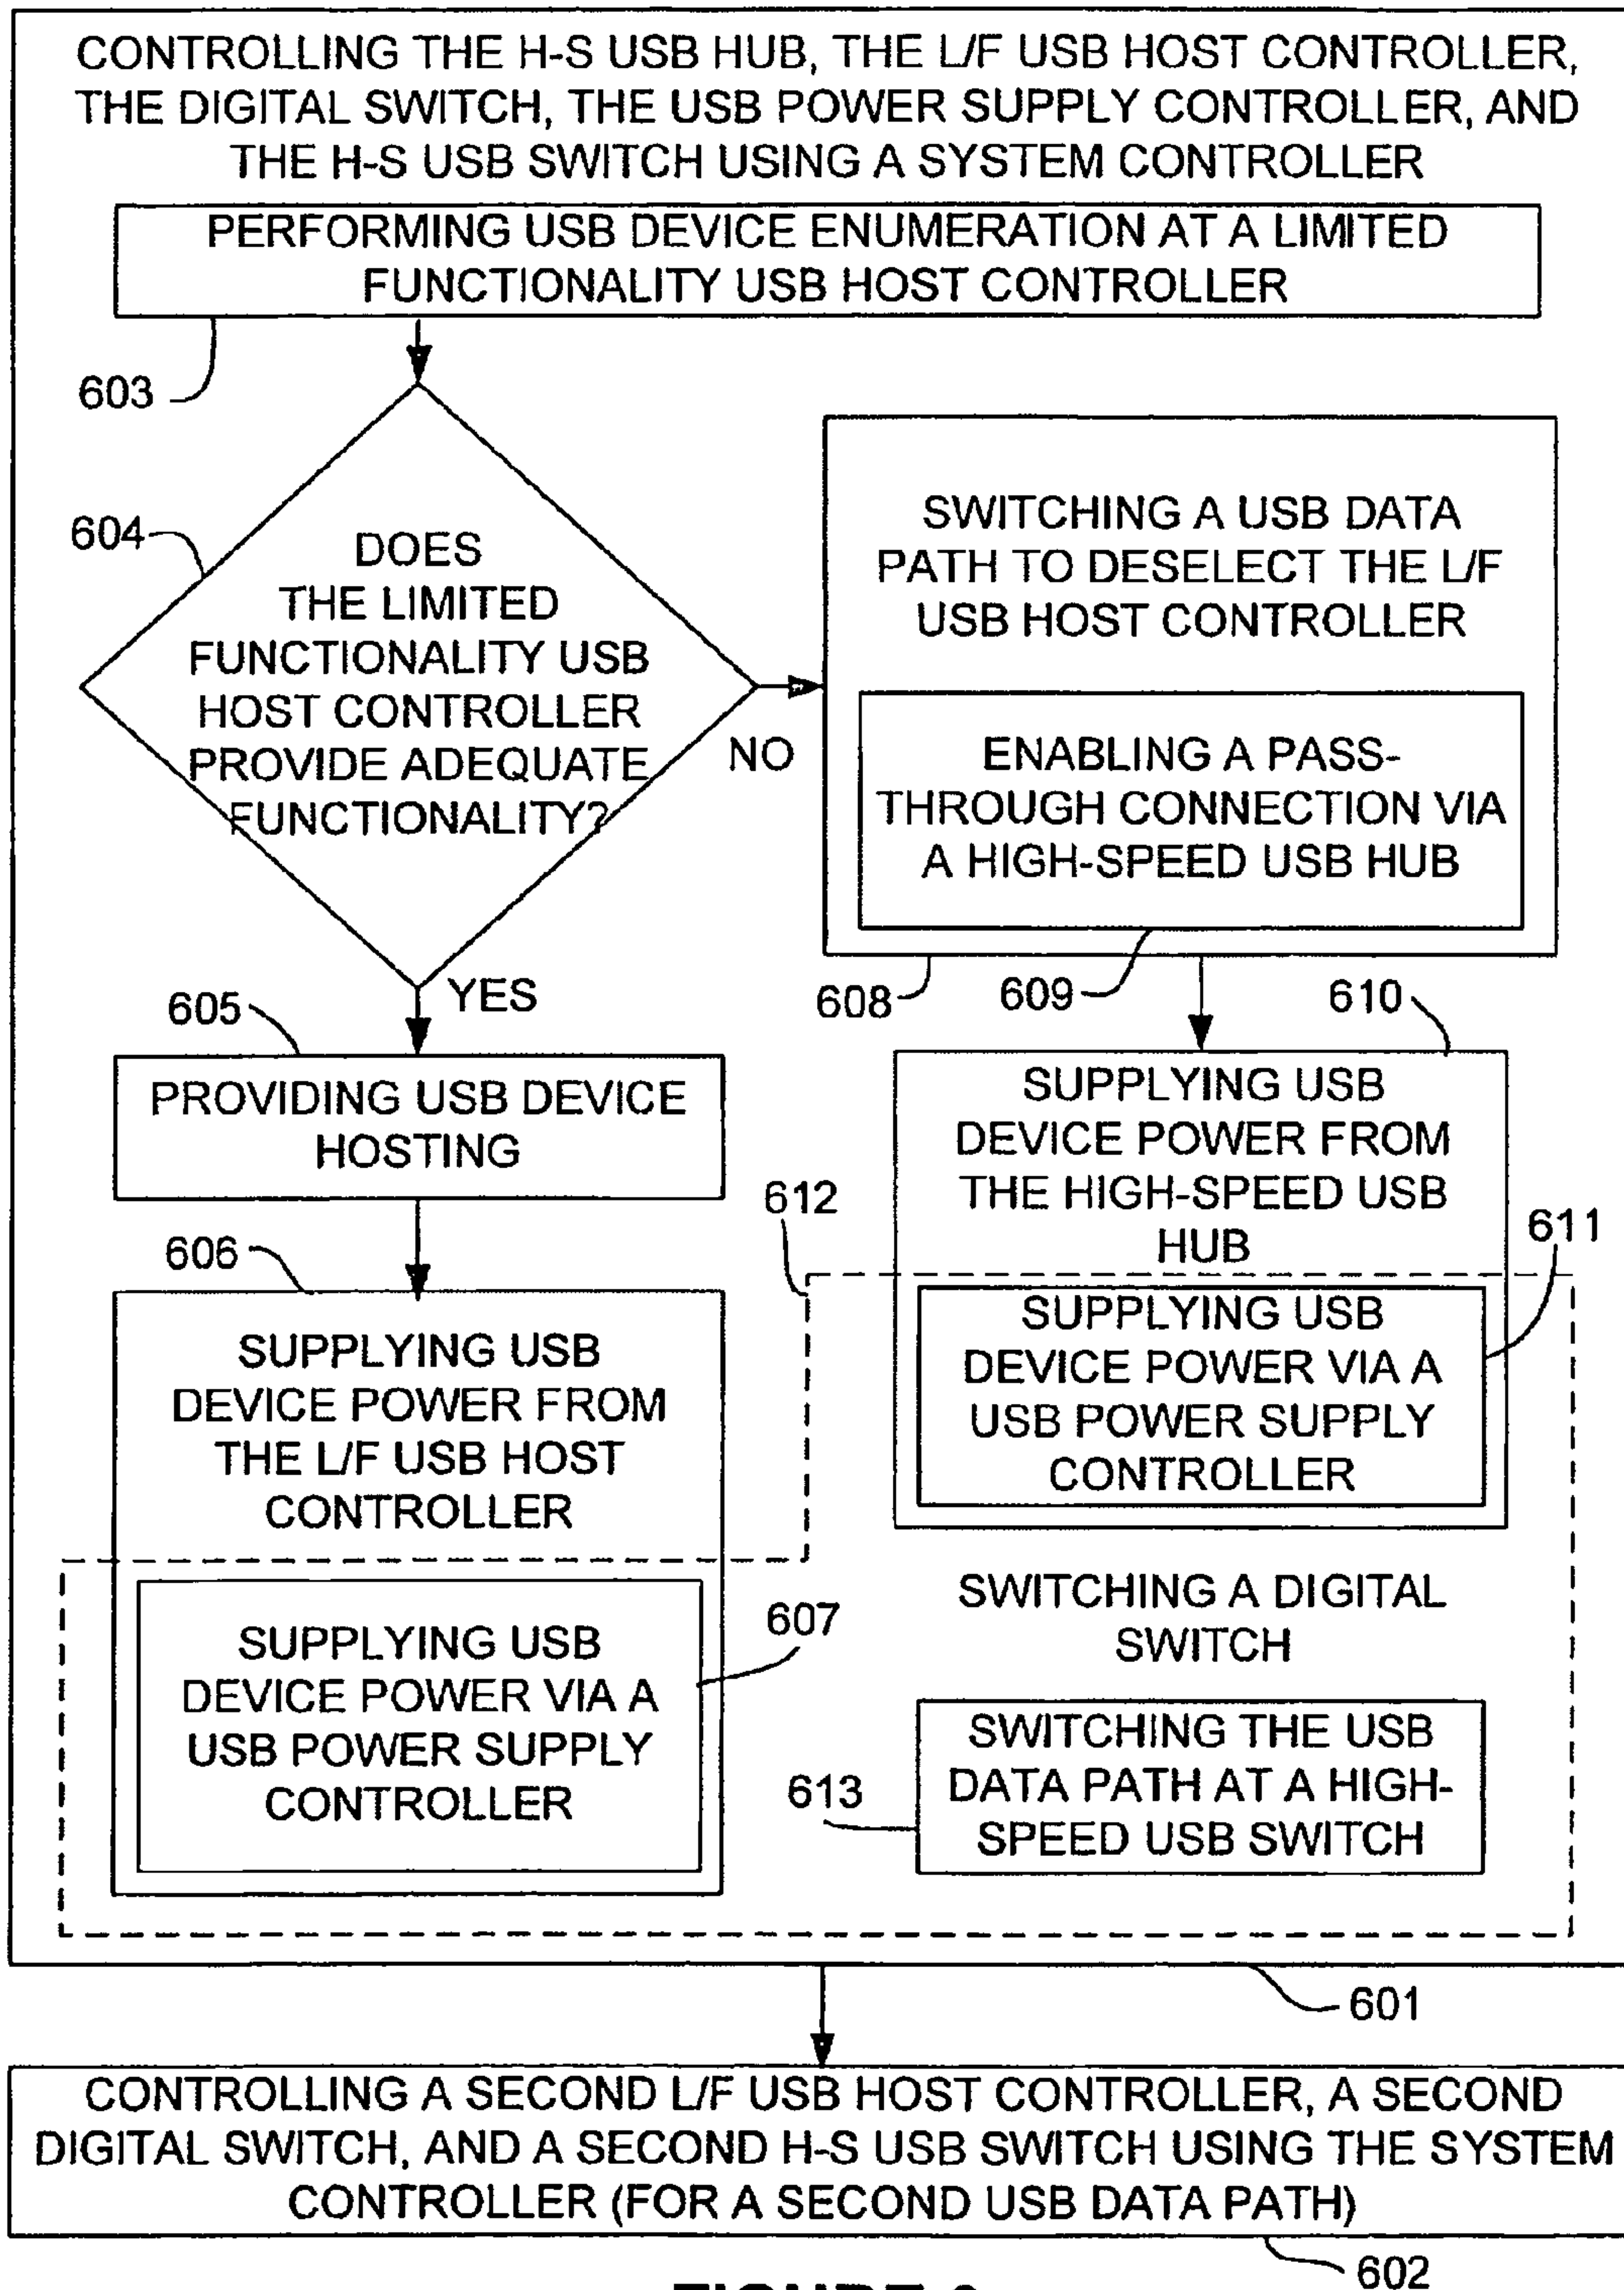 CONTROLLING THE H-S USB HUB, THE L/F USB HOST CONTROLLER,
THE DIGITAL SWITCH, THE USB POWER SUPPLY CONTROLLER, AND
THE H-S USB SWITCH USING A SYSTEM CONTROLLER
PERFORMING USB DEVICE ENUMERATION AT A LIMITED
FUNCTIONALITY USB HOST CONTROLLER
603
604
DOES
THE LIMITED
FUNCTIONALITY USB
HOST CONTROLLER
PROVIDE ADEQUATE
FUNCTIONALITY?
NO
YES
SWITCHING A USB DATA
PATH TO DESELECT THE L/F
USB HOST CONTROLLER
ENABLING A PASS-
THROUGH CONNECTION VIA
A HIGH-SPEED USB HUB
608
609
610
605
PROVIDING USB DEVICE
HOSTING
606
SUPPLYING USB
DEVICE POWER FROM
THE L/F USB HOST
CONTROLLER
SUPPLYING USB
DEVICE POWER VIA A
USB POWER SUPPLY
CONTROLLER
607
612
SUPPLYING USB
DEVICE POWER FROM
THE HIGH-SPEED USB
HUB
611
SUPPLYING USB
DEVICE POWER VIA A
USB POWER SUPPLY
CONTROLLER
SWITCHING A DIGITAL
SWITCH
613
SWITCHING THE USB
DATA PATH AT A HIGH-
SPEED USB SWITCH
601
CONTROLLING A SECOND L/F USB HOST CONTROLLER, A SECOND
DIGITAL SWITCH, AND A SECOND H-S USB SWITCH USING THE SYSTEM
CONTROLLER (FOR A SECOND USB DATA PATH)
602